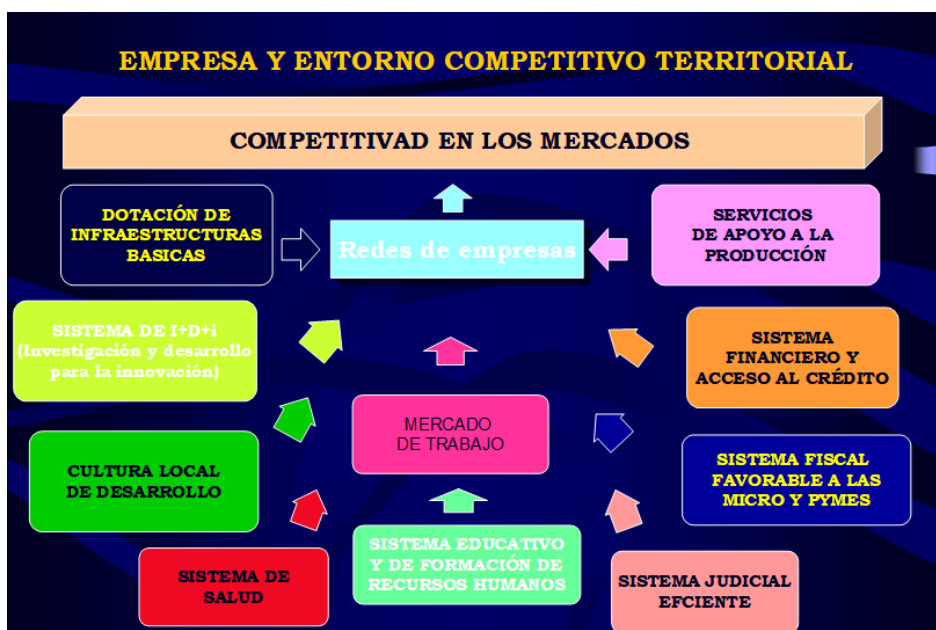 EMPRESA Y ENTORNO COMPETITIVO TERRITORIAL
COMPETITIVAD EN LOS MERCADOS
DOTACIÓN DE
INFRAESTRUCTURAS
BASICAS
Redes de empresas
SERVICIOS
DE APOYO A LA
PRODUCCIÓN
SISTEMA DE I+D+i
(Investigación y desarrollo
para la innovación)
SISTEMA
FINANCIERO Y
ACCESO AL CRÉDITO
MERCADO
DE TRABAJO
CULTURA LOCAL
DE DESARROLLO
SISTEMA FISCAL
FAVORABLE A LAS
MICRO Y PYMES
SISTEMA DE
SALUD
SISTEMA EDUCATIVO
Y DE FORMACIÓN DE
RECURSOS HUMANOS
SISTEMA JUDICIAL
EFCIENTE